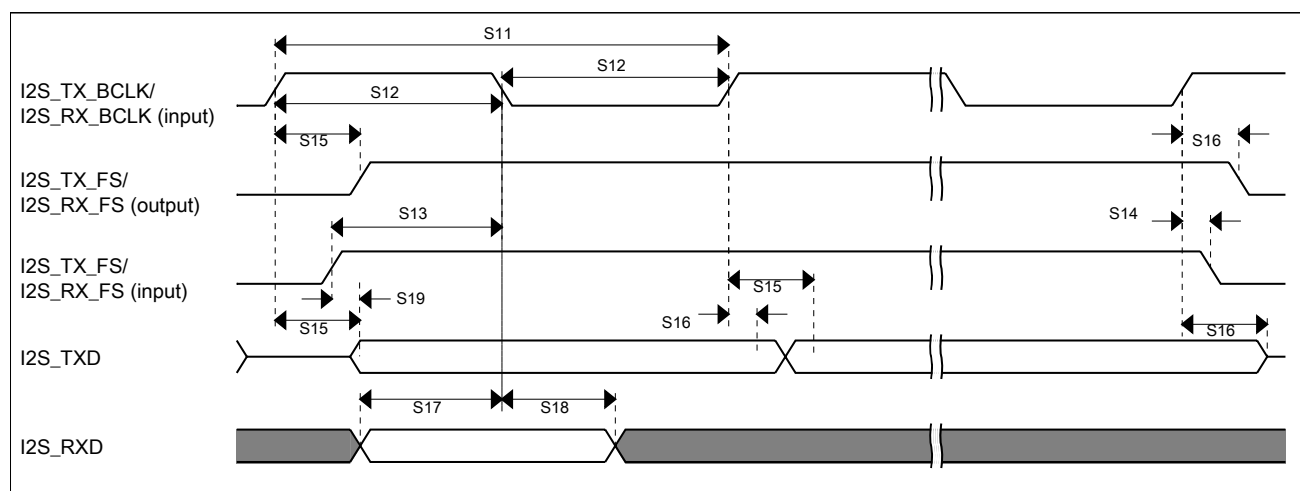 S11
S12
I2S_TX_BCLK/
I2S_RX_BCLK (input)
S12
S15
S16
I2S_TX_FS/
I2S_RX_FS (output)
S13
S14
I2S_TX_FS/
I2S_RX_FS (input)
S15
S19
S16
S15
S16
I2S_TXD
S17
S18
I2S_RXD